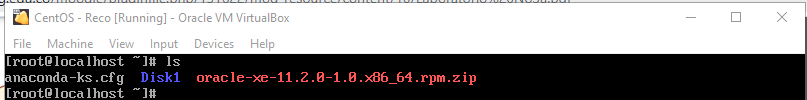 CentOS - Reco [Running] - Oracle VM VirtualBox
File Machine View Input Devices Help
[root@localhost ~]# ls
anaconda-ks.cfg Disk1 oracle-xe-11.2.0-1.0.x86_64.rpm.zip
[root@localhost ~]#